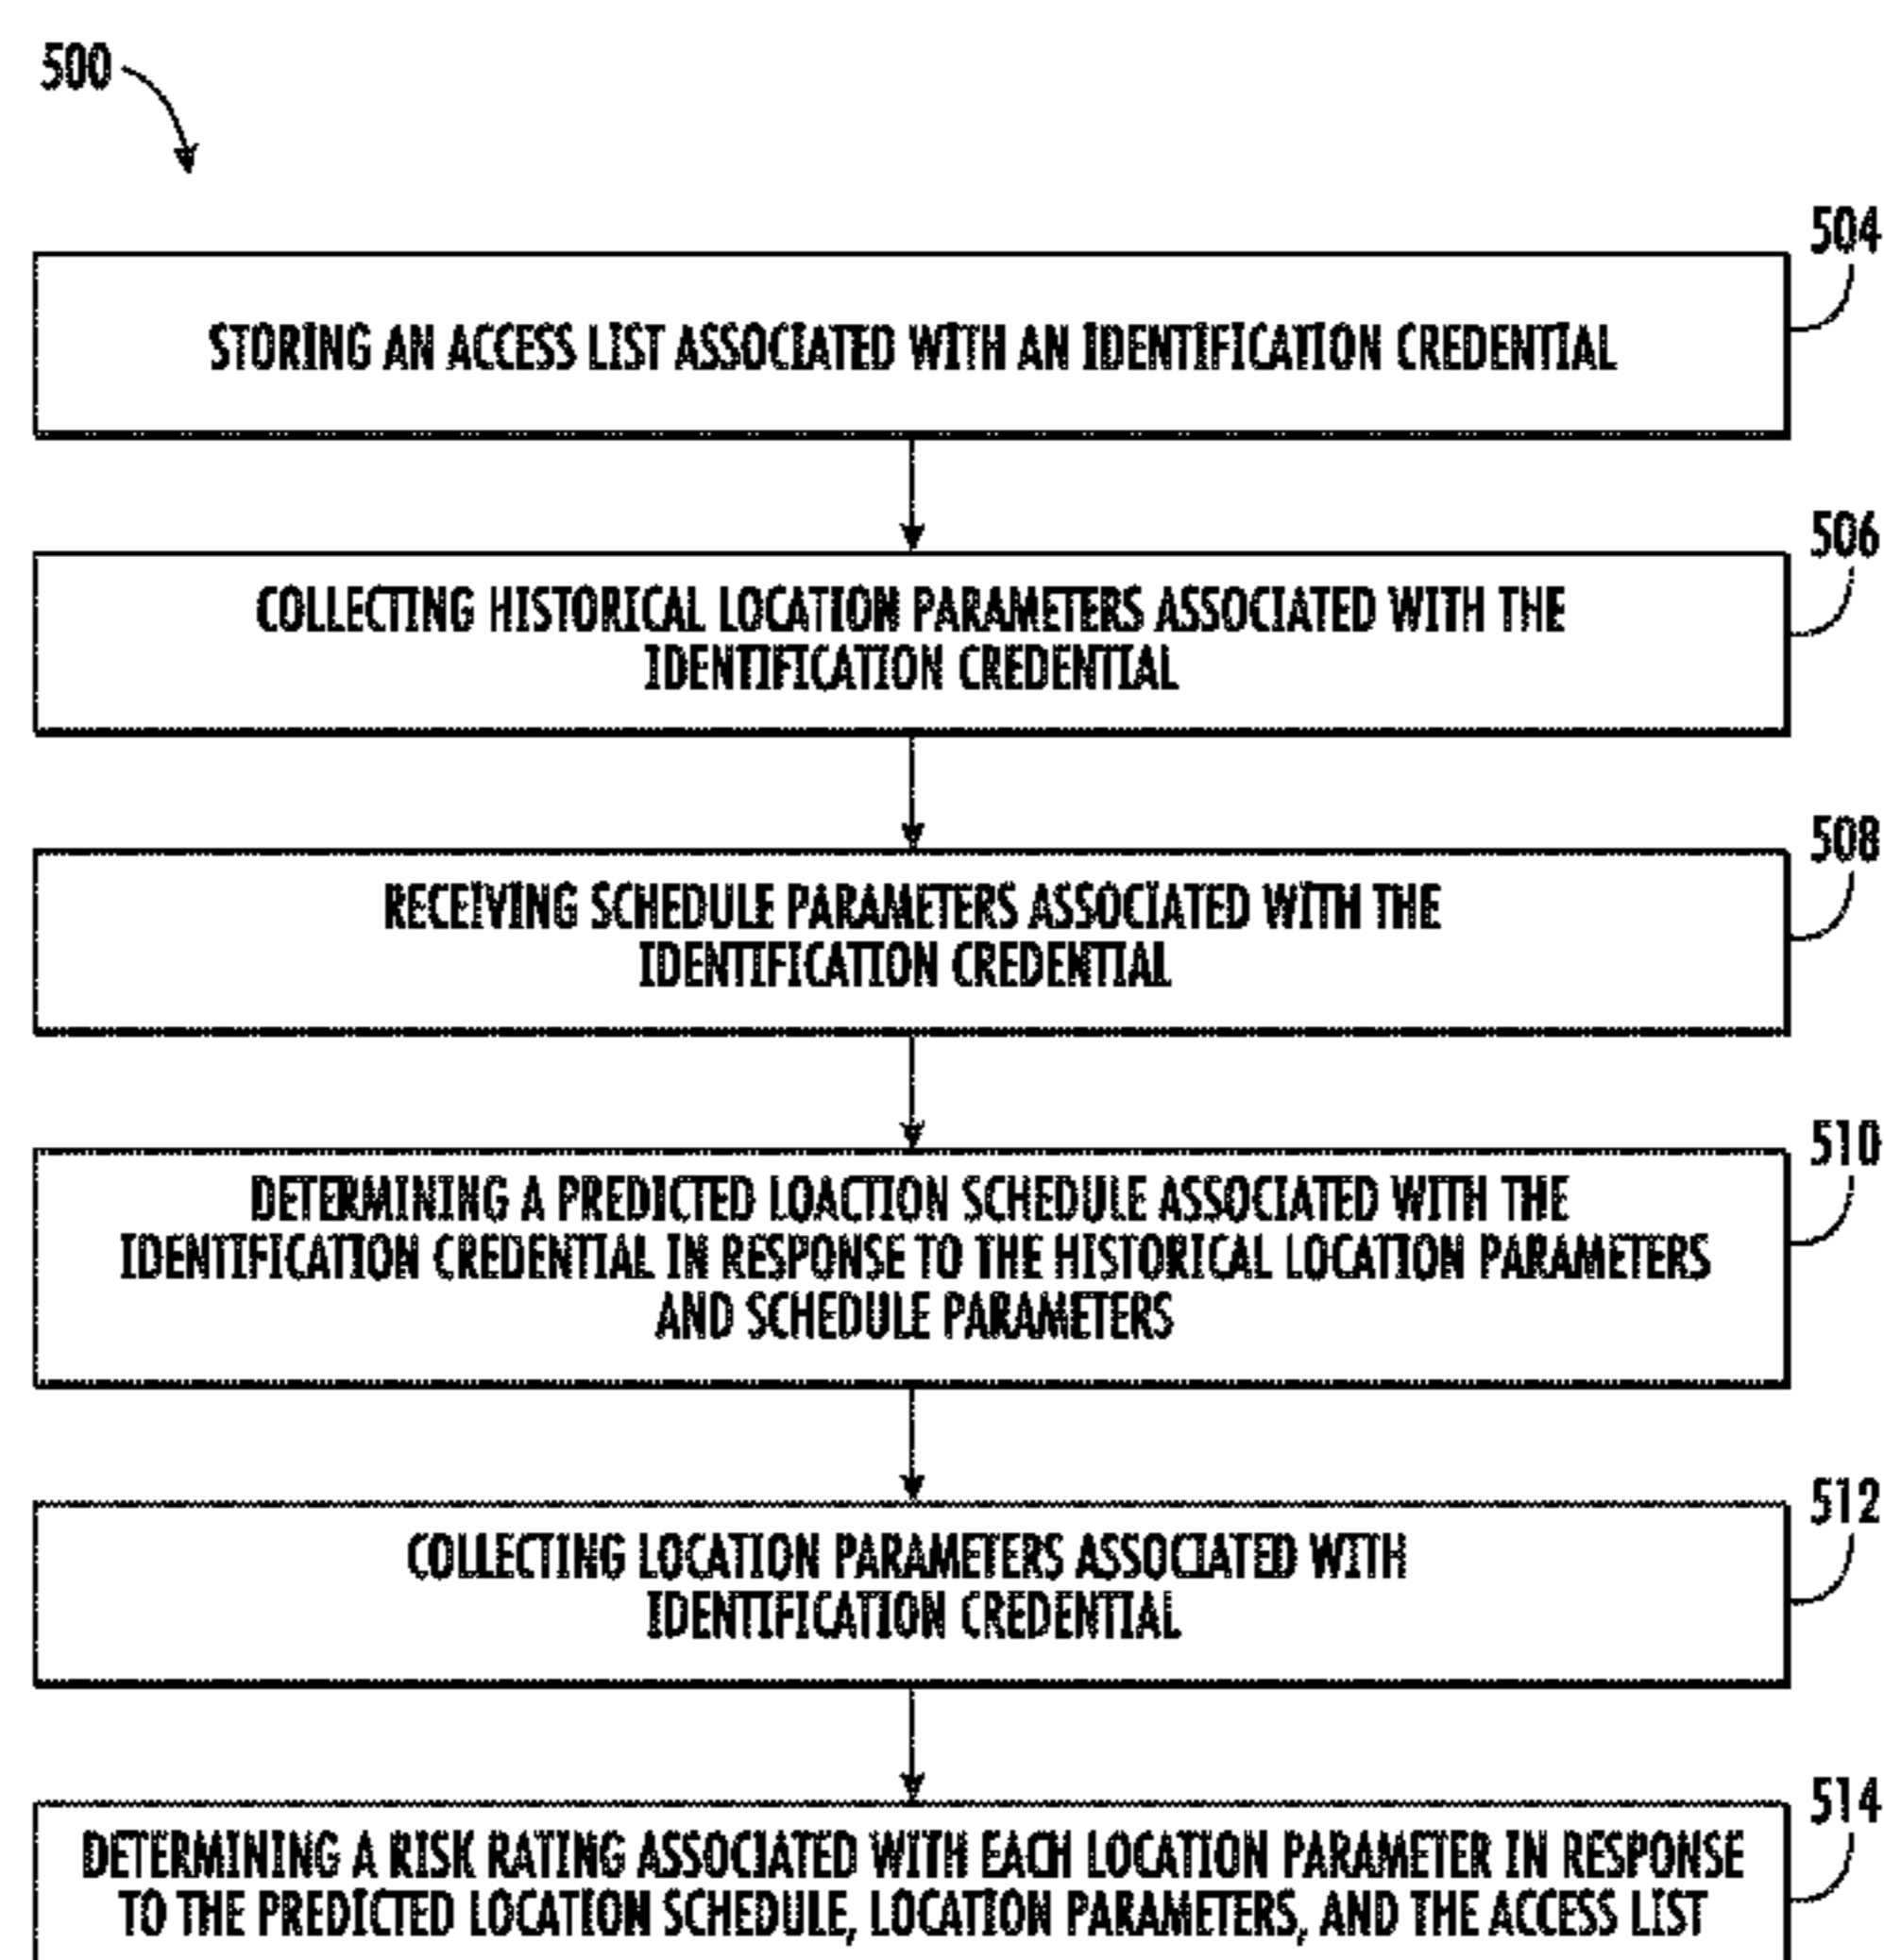 500
504
STORING AN ACCESS LIST ASSOCIATED WITH AN IDENTIFICATION CREDENTIAL
506
COLLECTING HISTORICAL LOCATION PARAMETERS ASSOCIATED WITH THE
IDENTIFICATION CREDENTIAL
508
RECEIVING SCHEDULE PARAMETERS ASSOCIATED WITH THE
IDENTIFICATION CREDENTIAL
510
DETERMINING A PREDICTED LOACTION SCHEDULE ASSOCIATED WITH THE
IDENTIFICATION CREDENTIAL IN RESPONSE TO THE HISTORICAL LOCATION PARAMETERS
AND SCHEDULE PARAMETERS
512
COLLECTING LOCATION PARAMETERS ASSOCIATED WITH
IDENTIFICATION CREDENTIAL
514
DETERMINING A RISK RATING ASSOCIATED WITH EACH LOCATION PARAMETER IN RESPONSE
TO THE PREDICTED LOCATION SCHEDULE, LOCATION PARAMETERS, AND THE ACCESS LIST